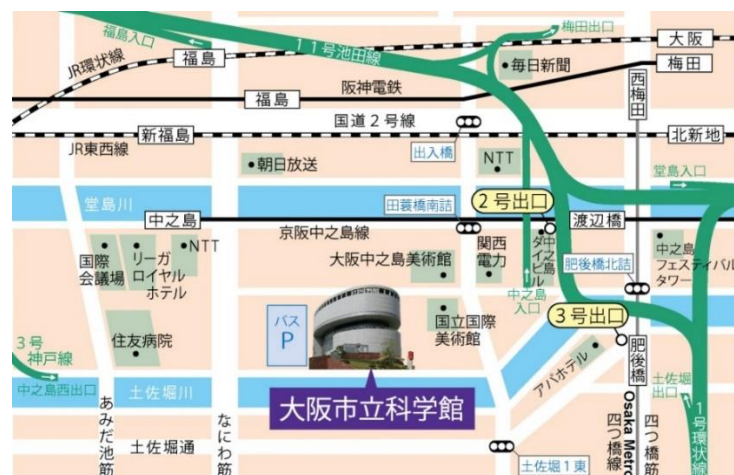 福島入口
11号池田線
梅田出口
大阪
JR環状線
福島
毎日新聞
梅田
阪神電鉄
福島
西梅田
国道2号線
新福島
出入橋
北新地
JR東西線
朝日放送
NTT
堂島入口
堂島川
田蓑橋南詰
2号出口
中之島
京阪中之島線
渡辺橋
国際
会議場
リーガ
ロイヤル
ホテル
NTT
大阪中之島美術館
関西
電力
中之島
ダイビル
肥後橋北詰
中之島
フェスティバル
タワー
中之島
入口
バス
P
国立国際
美術館
3号出口
住友病院
3号
神戸線
アパホテル
肥後橋
中之島西出口
土佐堀川
大阪市立科学館
土佐堀
出口
1号環状線
あみだ池筋
なにわ筋
土佐堀通
土佐堀1東
Osaka Metro
四つ橋線
四つ橋筋